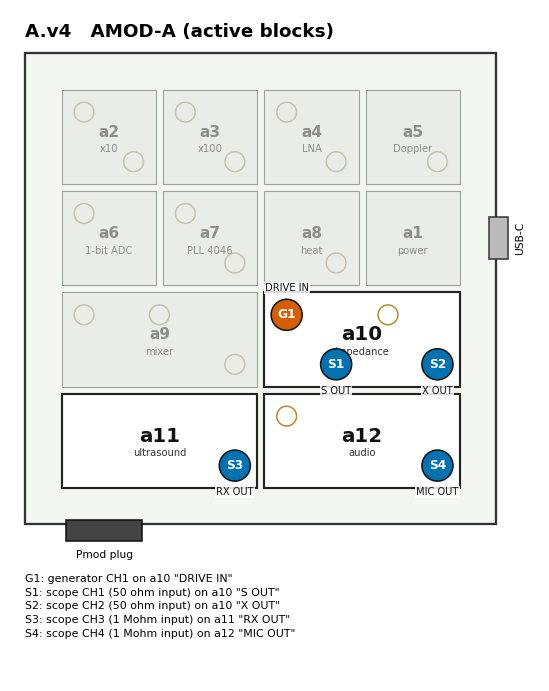 A.v4   AMOD-A (active blocks)
a2
x10
a3
x100
a4
LNA
a5
Doppler
a6
1-bit ADC
a7
PLL 4046
a8
heat
a1
power
USB-C
a9
mixer
DRIVE IN
G1
a10
impedance
S1
S OUT
S2
X OUT
a11
ultrasound
S3
RX OUT
a12
audio
S4
MIC OUT
Pmod plug
G1: generator CH1 on a10 "DRIVE IN"
S1: scope CH1 (50 ohm input) on a10 "S OUT"
S2: scope CH2 (50 ohm input) on a10 "X OUT"
S3: scope CH3 (1 Mohm input) on a11 "RX OUT"
S4: scope CH4 (1 Mohm input) on a12 "MIC OUT"